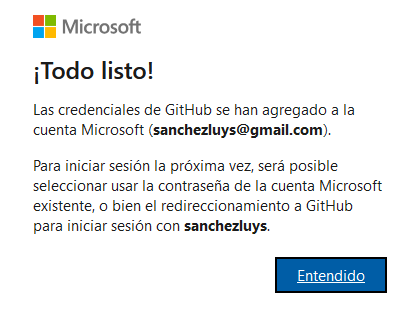 Microsoft
¡Todo listo!
Las credenciales de GitHub se han agregado a la
cuenta Microsoft (sanchezluys@gmail.com).
Para iniciar sesión la próxima vez, será posible
seleccionar usar la contraseña de la cuenta Microsoft
existente, o bien el redireccionamiento a GitHub
para iniciar sesión con sanchezluys.
Entendido